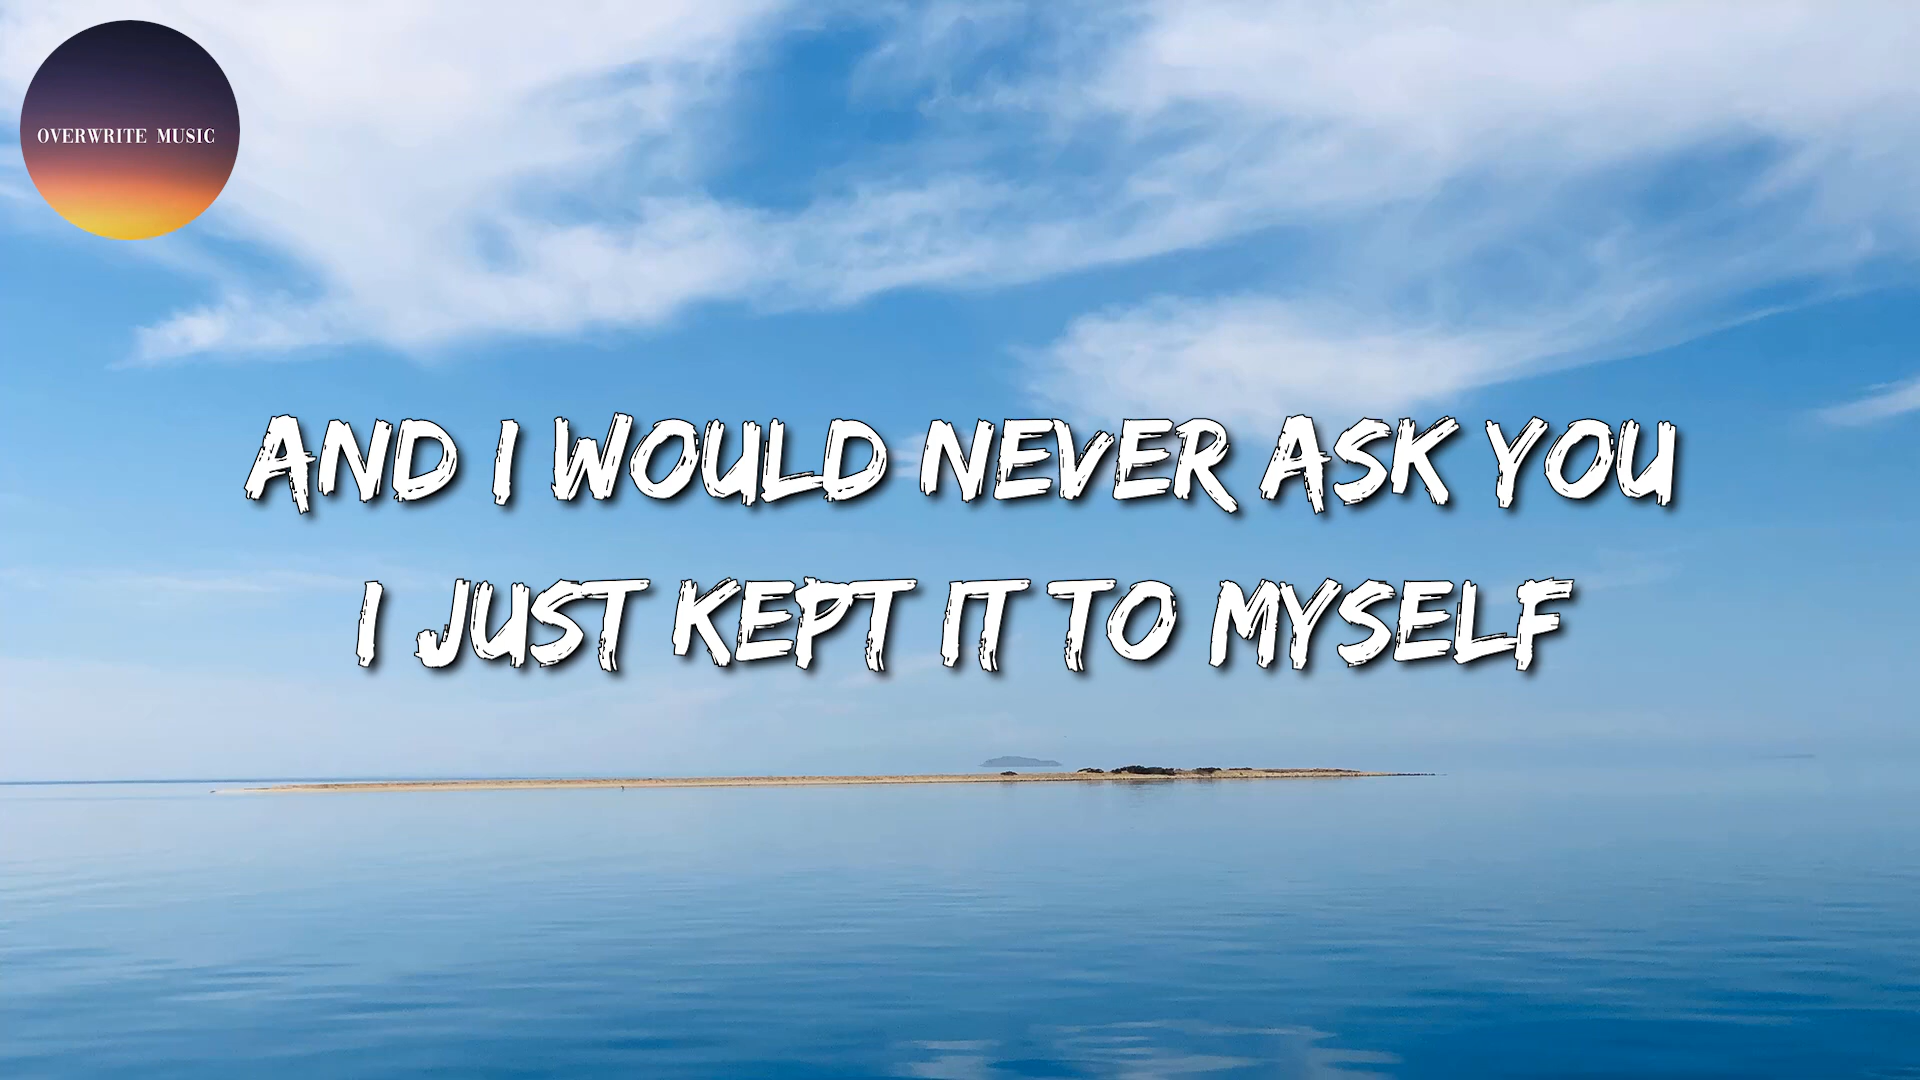 OVERWRITE MUSIC
AND I WOULD NEVER ASK YOU
I JUST KEPT IT TO MYSELF